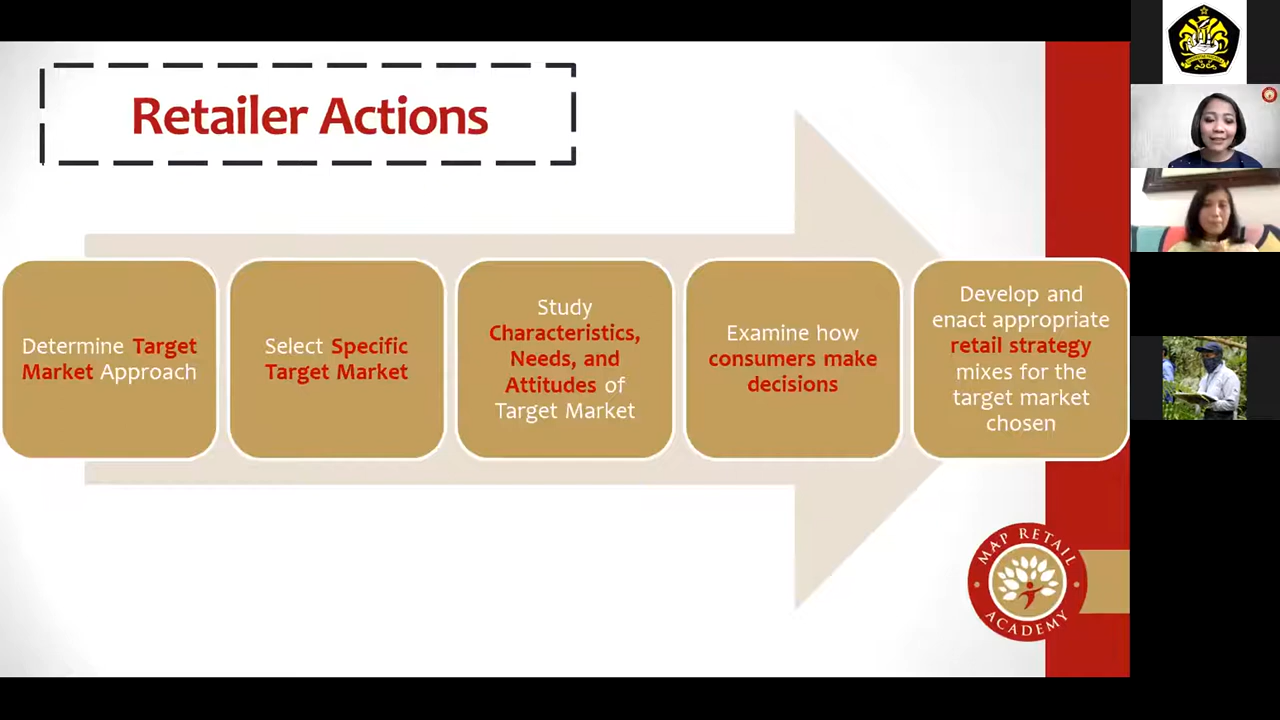 Retailer Actions
Determine Target
Market Approach
Select Specific
Target Market
Study
Characteristics,
Needs, and
Attitudes of
Target Market
Examine how
consumers make
decisions
Develop and
enact appropriate
retail strategy
mixes for the
target market
chosen
MAP RETAIL
ACADEMY